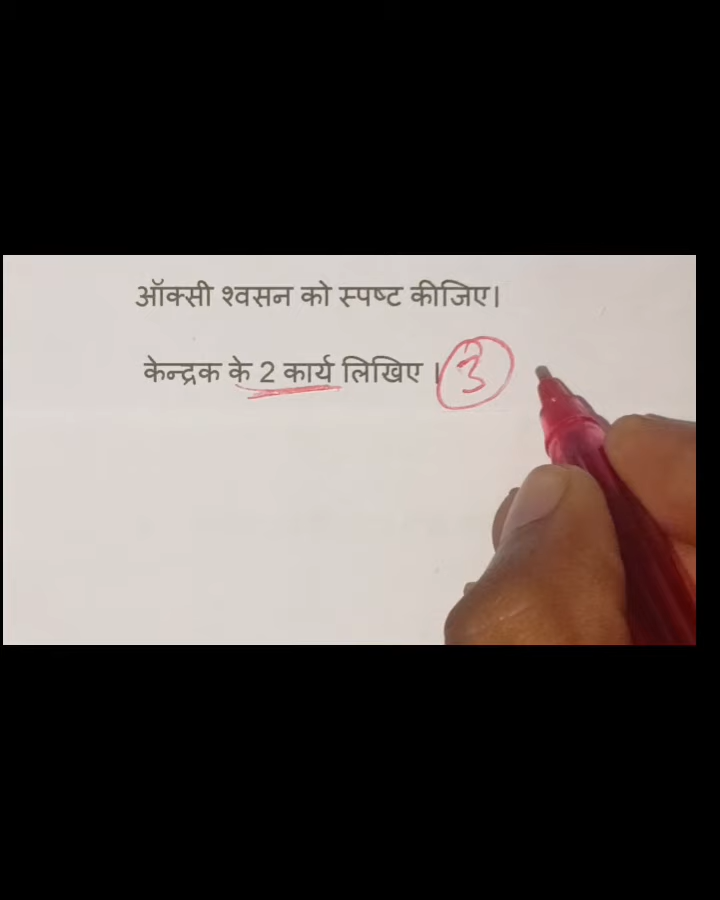 ऑक्सी श्वसन को स्पष्ट कीजिए।
केन्द्रक के 2 कार्य लिखिए । 3